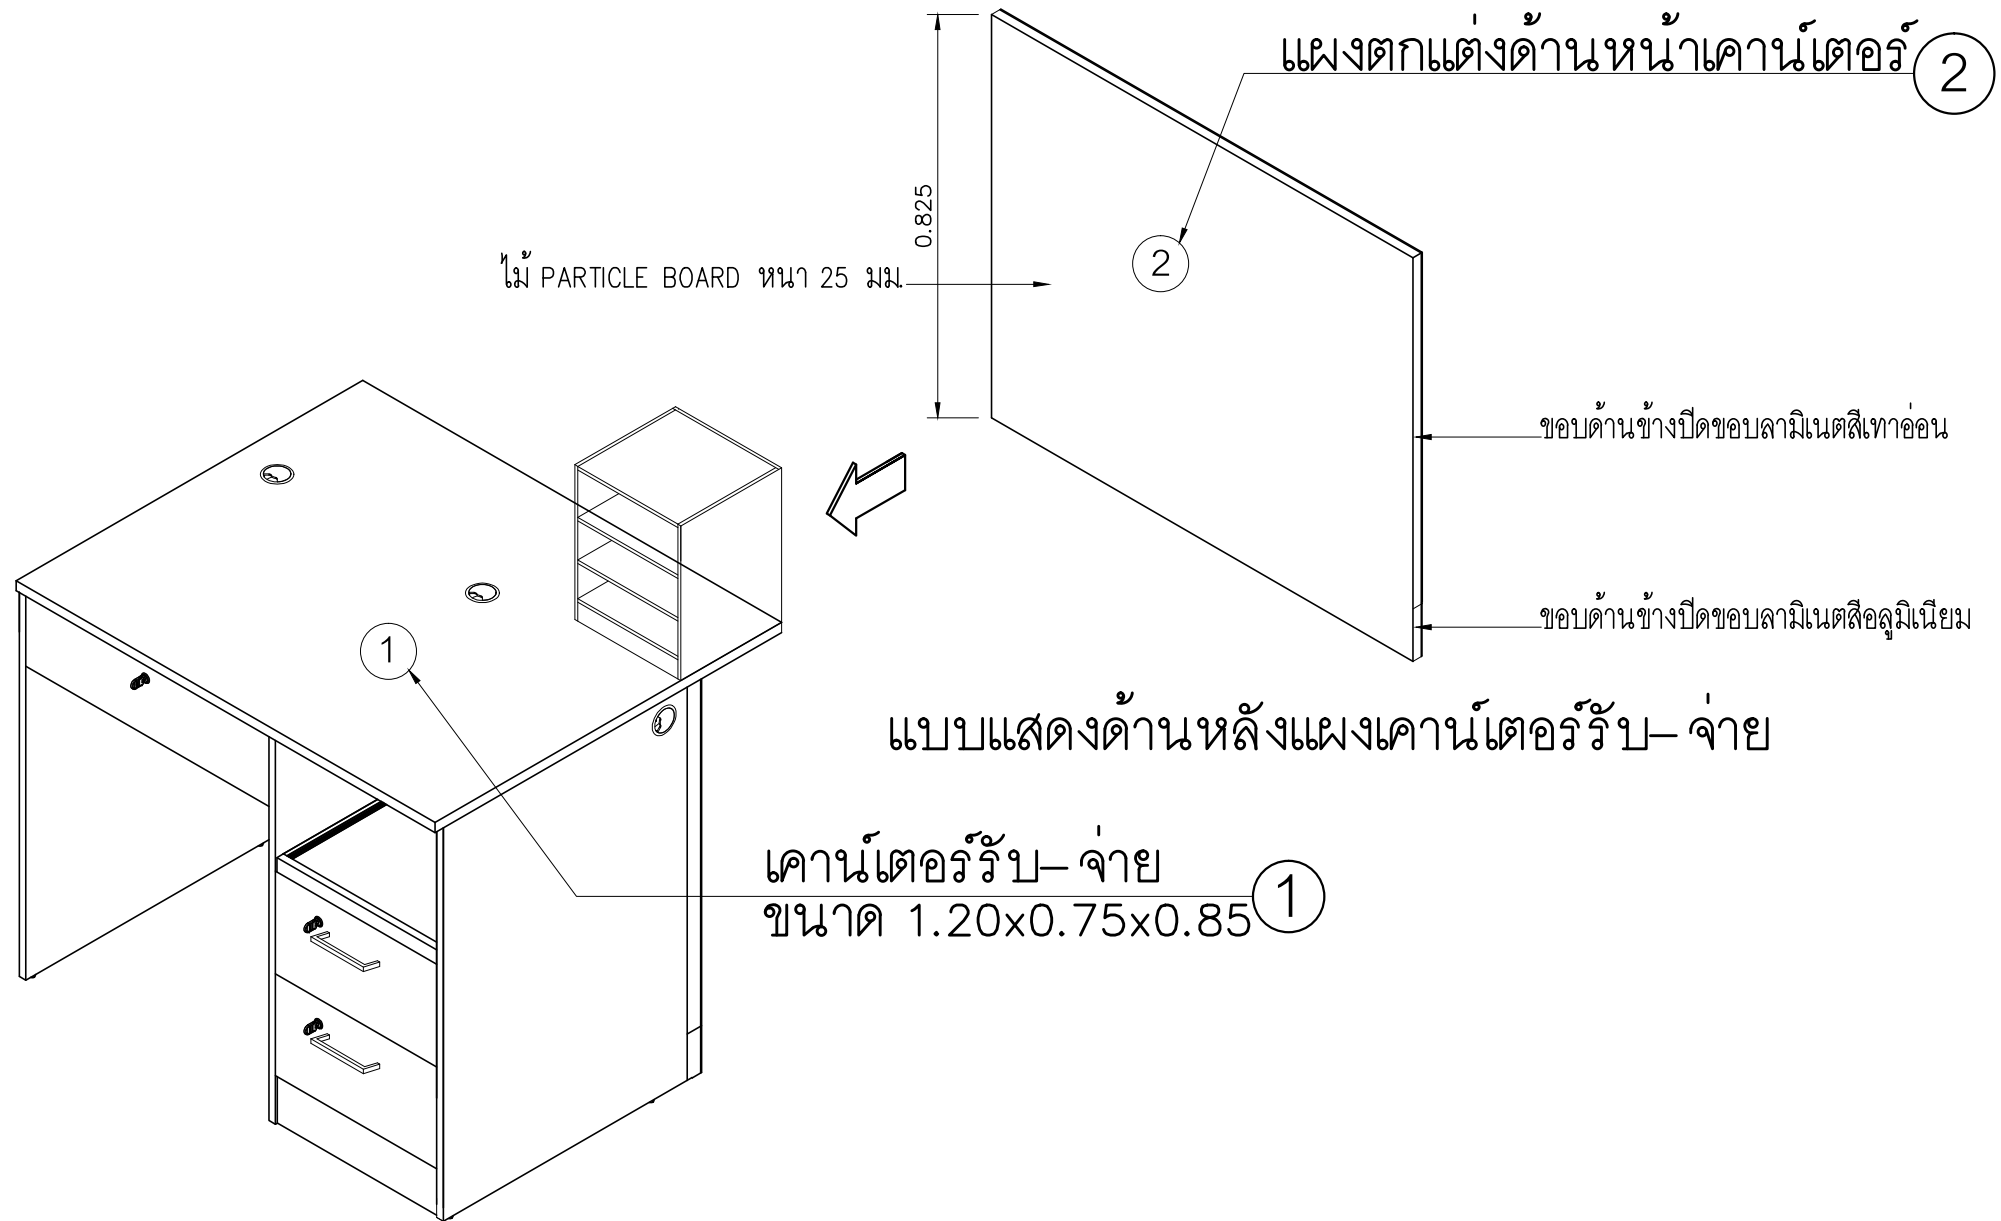 แผงตกแต่งด้านหน้าเคาน์เตอร์ 2
0.825
2
ไม้ PARTICLE BOARD หนา 25 มม.
ขอบด้านข้างปิดขอบลามิเนตสีเทาอ่อน
ขอบด้านข้างปิดขอบลามิเนตสีอลูมิเนียม
1
แบบแสดงด้านหลังแผงเคาน์เตอร์รับ-จ่าย
เคาน์เตอร์รับ-จ่าย
ขนาด 1.20x0.75x0.85
1